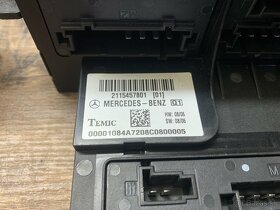 2115457801 [01]
MERCEDES-BENZ
HW: 08/06
SW: 08/06
TEMIC
00001084A7208C0800005
M